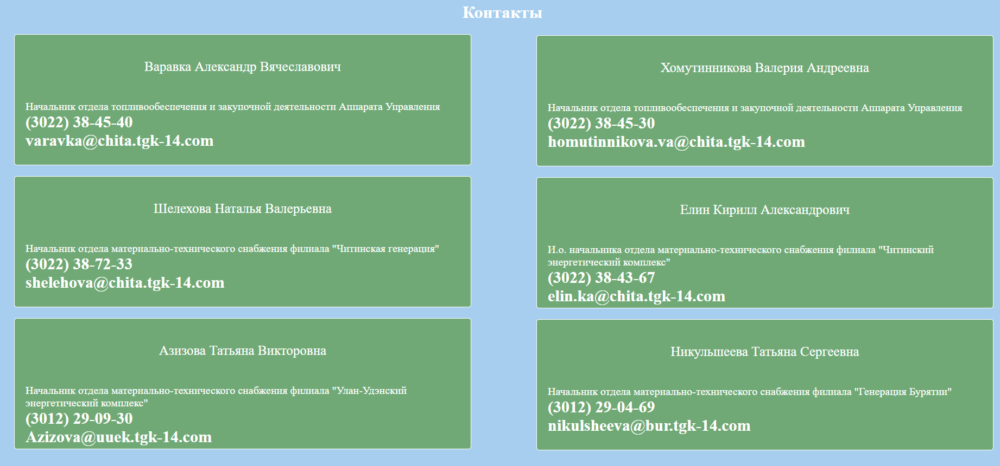 Контакты
Варавка Александр Вячеславович
Начальник отдела топливообеспечения и закупочной деятельности Аппарата Управления
(3022) 38-45-40
varavka@chita.tgk-14.com
Хомутинникова Валерия Андреевна
Начальник отдела топливообеспечения и закупочной деятельности Аппарата Управления
(3022) 38-45-30
homutinnikova.va@chita.tgk-14.com
Шелехова Наталья Валерьевна
Начальник отдела материально-технического снабжения филиала "Читинская генерация"
(3022) 38-72-33
shelehova@chita.tgk-14.com
Елин Кирилл Александрович
И.о. начальника отдела материально-технического снабжения филиала "Читинский
энергетический комплекс"
(3022) 38-43-67
elin.ka@chita.tgk-14.com
Азизова Татьяна Викторовна
Начальник отдела материально-технического снабжения филиала "Улан-Удэнский
энергетический комплекс"
(3012) 29-09-30
Azizova@uuek.tgk-14.com
Никульшеева Татьяна Сергеевна
Начальник отдела материально-технического снабжения филиала "Генерация Бурятии"
(3012) 29-04-69
nikulsheeva@bur.tgk-14.com